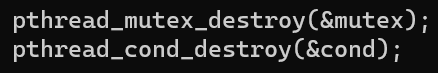 pthread_mutex_destroy(&mutex);
pthread_cond_destroy(&cond);